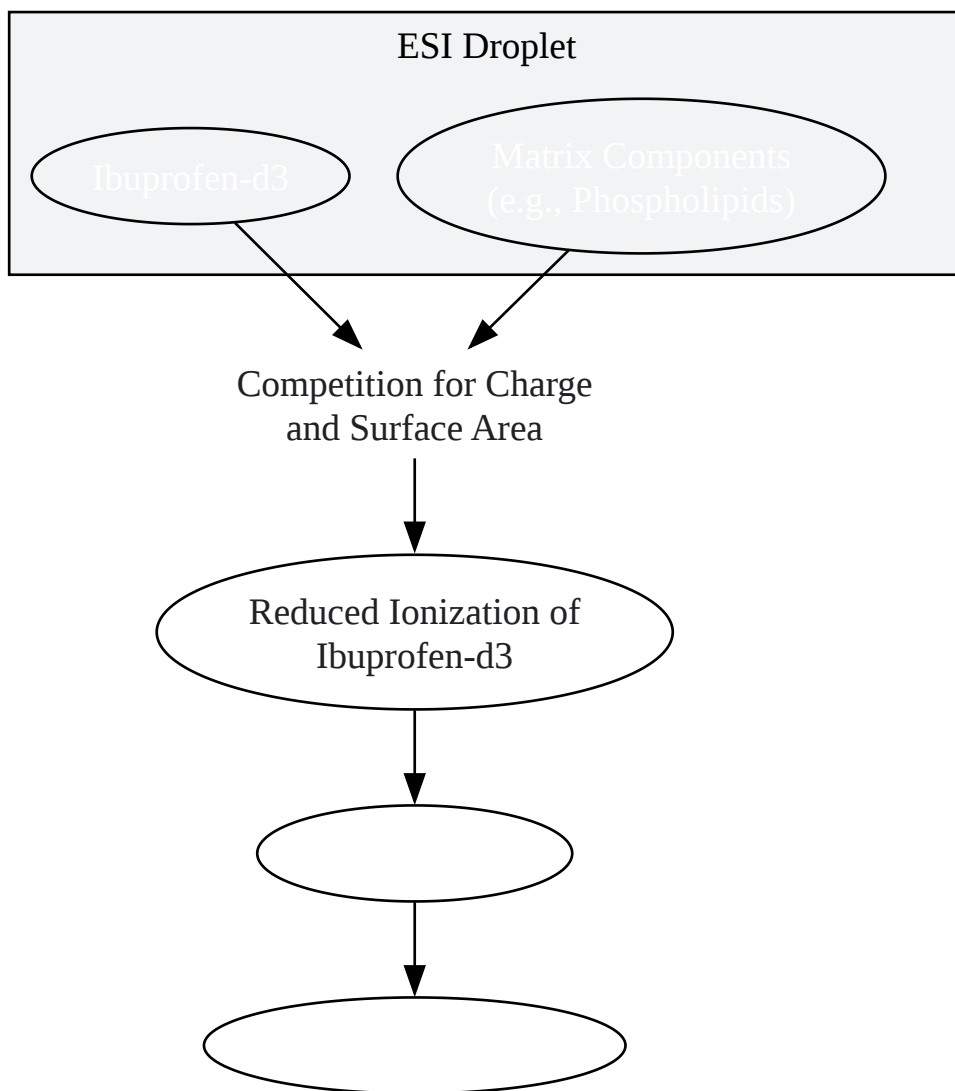 ESI Droplet
Ibuprofen-d3
Matrix Components
(e.g., Phospholipids)
Competition for Charge
and Surface Area
Reduced Ionization of
Ibuprofen-d3